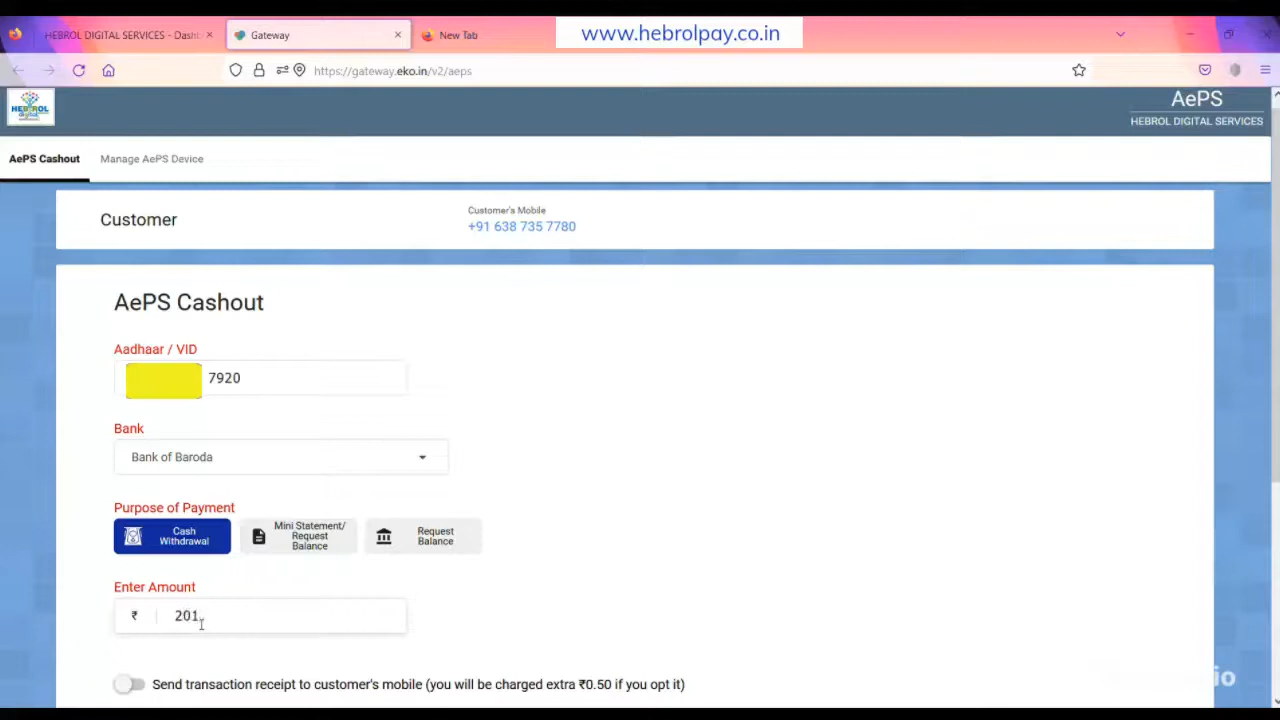 HEBROL DIGITAL SERVICES - Dashb
Gateway
New Tab
www.hebrolpay.co.in
https://gateway.eko.in/v2/aeps
HEBROL
AePS
HEBROL DIGITAL SERVICES
AePS Cashout
Manage AePS Device
Customer
Customer's Mobile
+91 638 735 7780
AePS Cashout
Aadhaar / VID
7920
Bank
Bank of Baroda
Purpose of Payment
Cash
Withdrawal
Mini Statement/
Request
Balance
Request
Balance
Enter Amount
₹ 201
Send transaction receipt to customer's mobile (you will be charged extra ₹0.50 if you opt it)
io